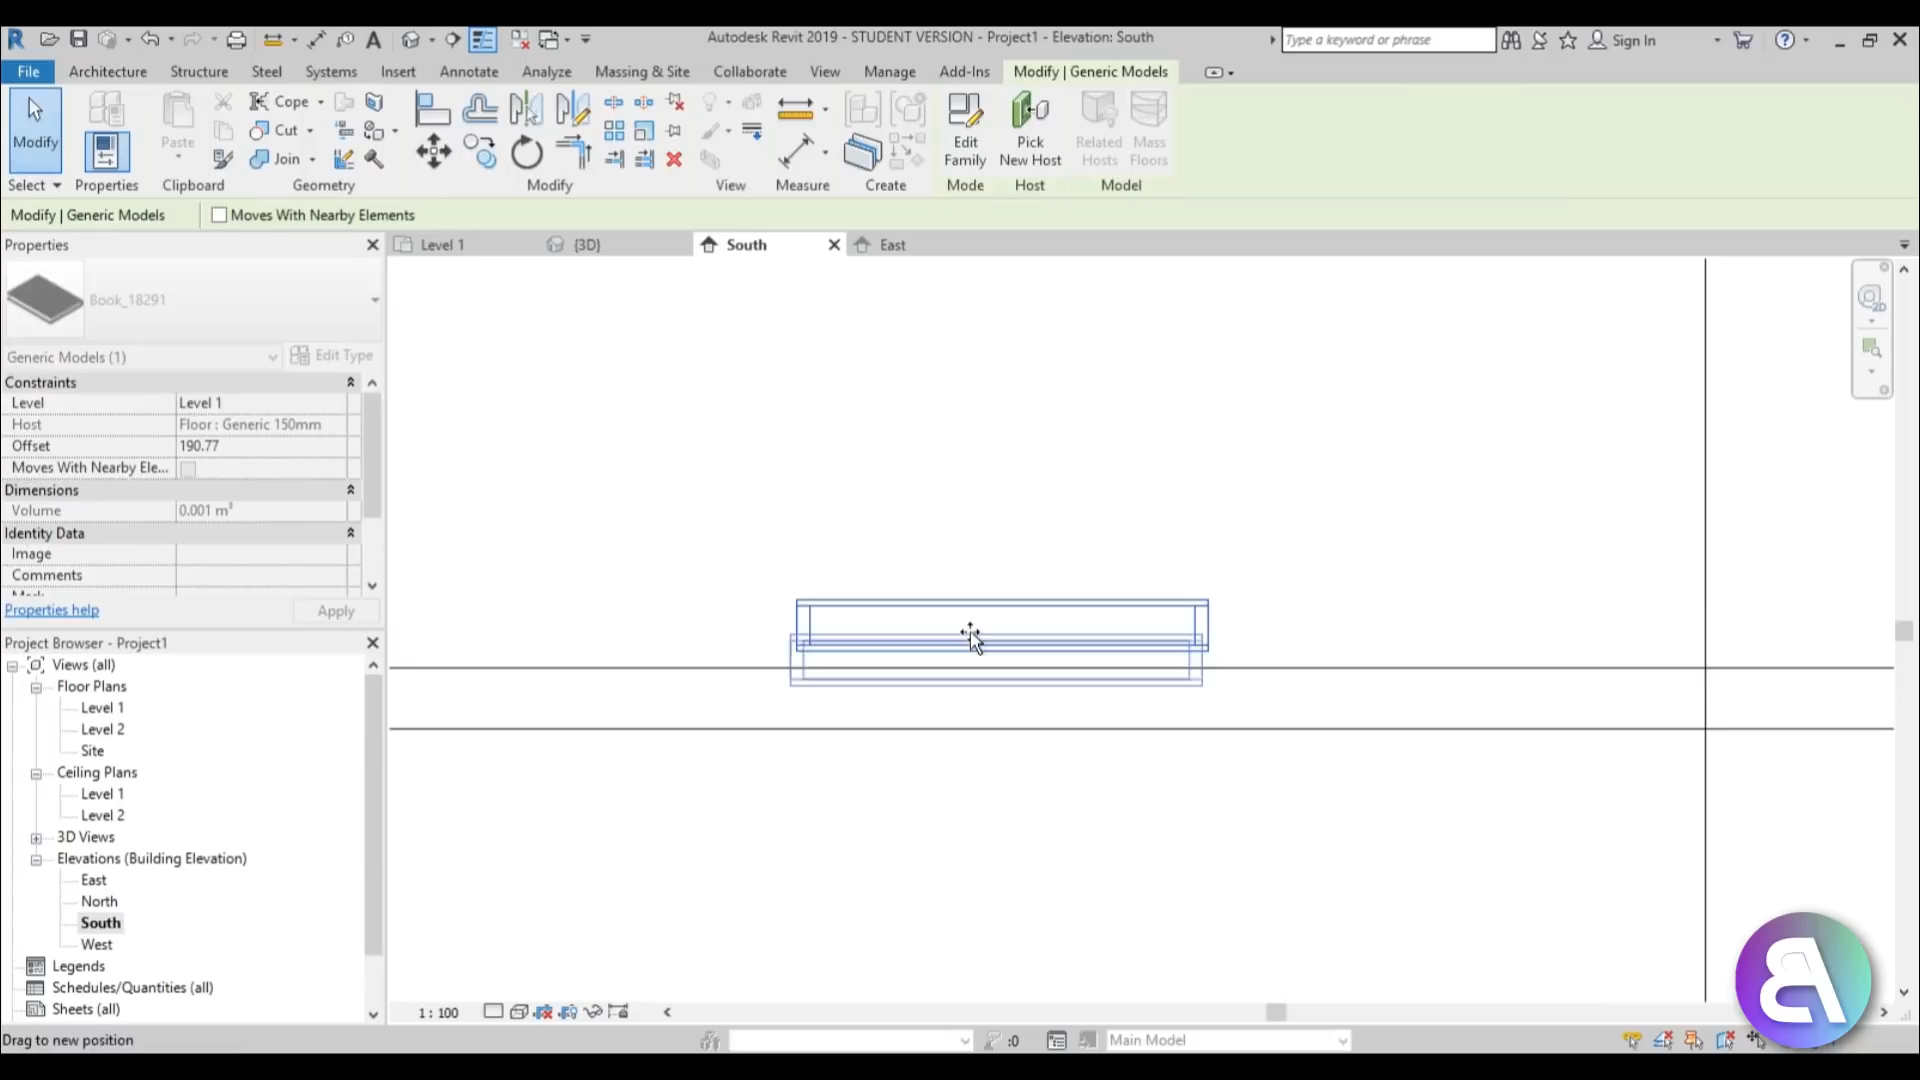 Autodesk Revit 2019 - STUDENT VERSION - Project1 - Elevation: South
Type a keyword or phrase
Sign In
File Architecture Structure Steel Systems Insert Annotate Analyze Massing & Site Collaborate View Manage Add-Ins Modify | Generic Models
Modify
Paste
Cope
Cut
Join
Edit Family
Pick New Host
Related Hosts
Mass Floors
Select Properties Clipboard Geometry Modify View Measure Create Mode Host Model
Modify | Generic Models Moves With Nearby Elements
Properties
Level 1 {3D} South East
Book_18291
Generic Models (1) Edit Type
Constraints
Level Level 1
Host Floor : Generic 150mm
Offset 190.77
Moves With Nearby Ele...
Dimensions
Volume 0.001 m³
Identity Data
Image
Comments
Properties help Apply
Project Browser - Project1
Views (all)
Floor Plans
Level 1
Level 2
Site
Ceiling Plans
Level 1
Level 2
3D Views
Elevations (Building Elevation)
East
North
South
West
Legends
Schedules/Quantities (all)
Sheets (all)
1 : 100
Drag to new position
:0
Main Model
2D